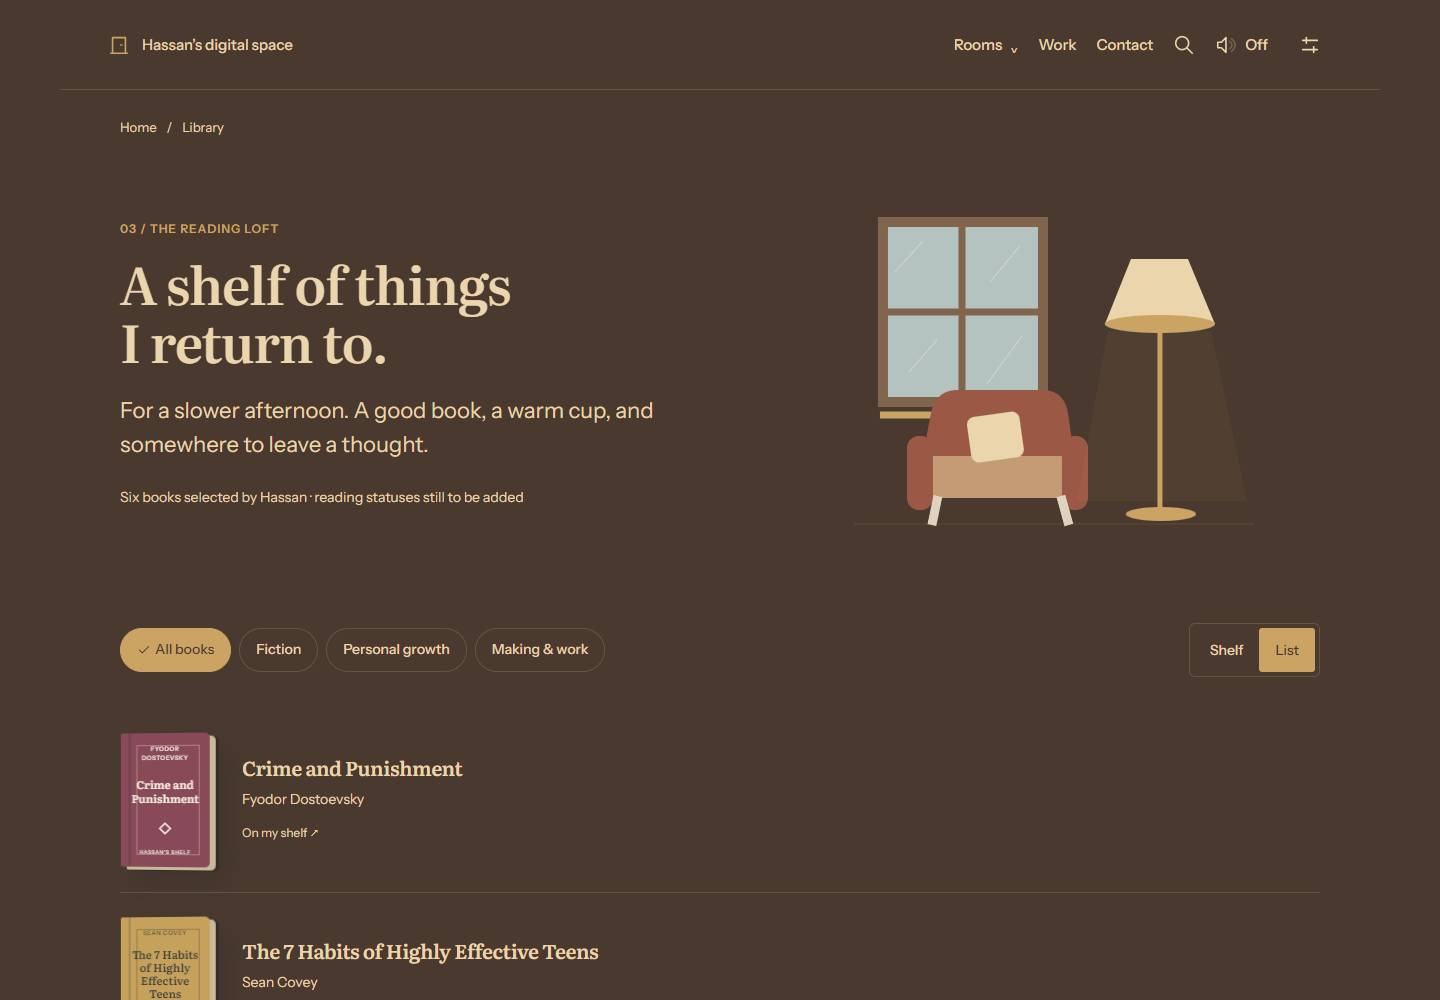 Hassan's digital space
Rooms
Work
Contact
Off
Home / Library
03 / THE READING LOFT
A shelf of things
I return to.
For a slower afternoon. A good book, a warm cup, and
somewhere to leave a thought.
Six books selected by Hassan · reading statuses still to be added
✓ All books
Fiction
Personal growth
Making & work
Shelf
List
FYODOR
DOSTOEVSKY
Crime and
Punishment
HASSAN'S SHELF
Crime and Punishment
Fyodor Dostoevsky
On my shelf ↗
SEAN COVEY
The 7 Habits
of Highly
Effective
Teens
The 7 Habits of Highly Effective Teens
Sean Covey